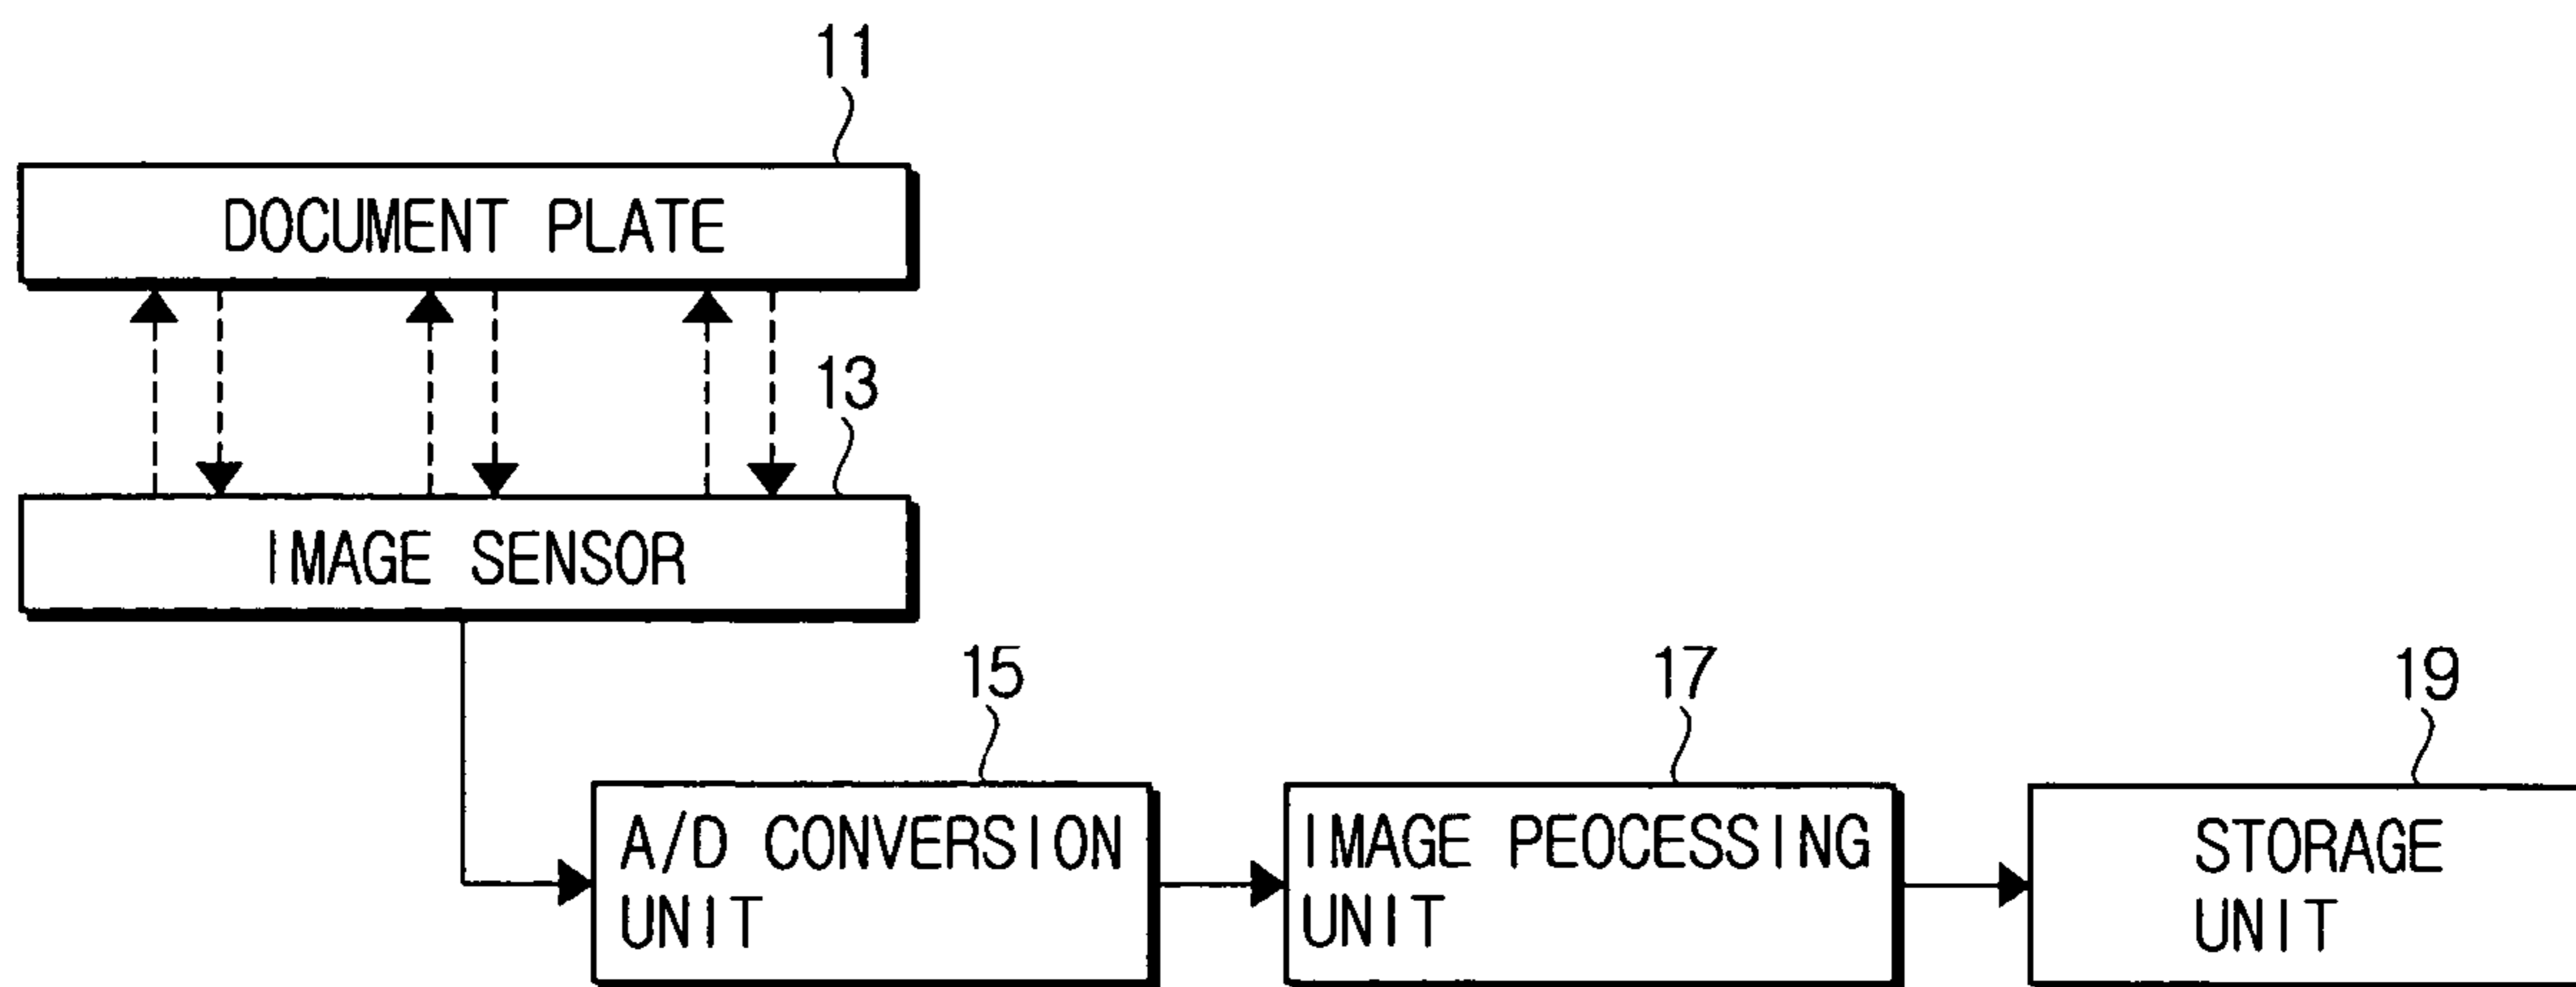 11
DOCUMENT PLATE
13
IMAGE SENSOR
15
17
19
A/D CONVERSION
UNIT
IMAGE PEOCESSING
UNIT
STORAGE
UNIT